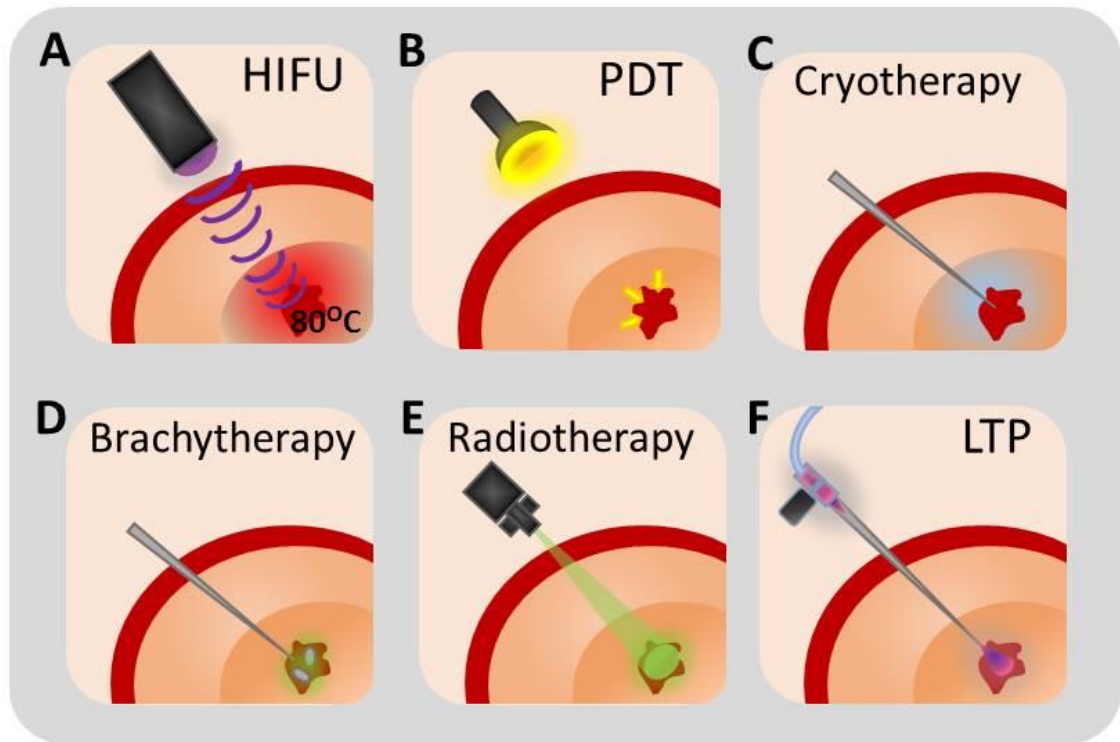 A
HIFU
80°C
B
PDT
C
Cryotherapy
D
Brachytherapy
E
Radiotherapy
F
LTP